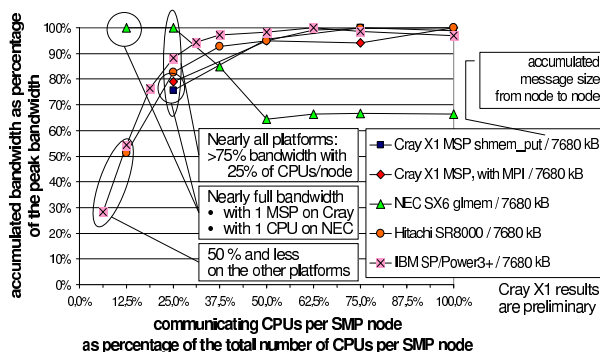 accumulated bandwidth as percentage
of the peak bandwidth
100%
90%
80%
70%
60%
50%
40%
30%
20%
10%
0%
0,0%
12,5%
25,0%
37,5%
50,0%
62,5%
75,0%
87,5%
100,0%
communicating CPUs per SMP node
as percentage of the total number of CPUs per SMP node
Nearly all platforms:
>75% bandwidth with
25% of CPUs/node
Nearly full bandwidth
• with 1 MSP on Cray
• with 1 CPU on NEC
50 % and less
on the other platforms
accumulated
message size
from node to node
Cray X1 MSP shmem_put / 7680 kB
Cray X1 MSP, with MPI / 7680 kB
NEC SX6 glmem / 7680 kB
Hitachi SR8000 / 7680 kB
IBM SP/Power3+ / 7680 kB
Cray X1 results
are preliminary